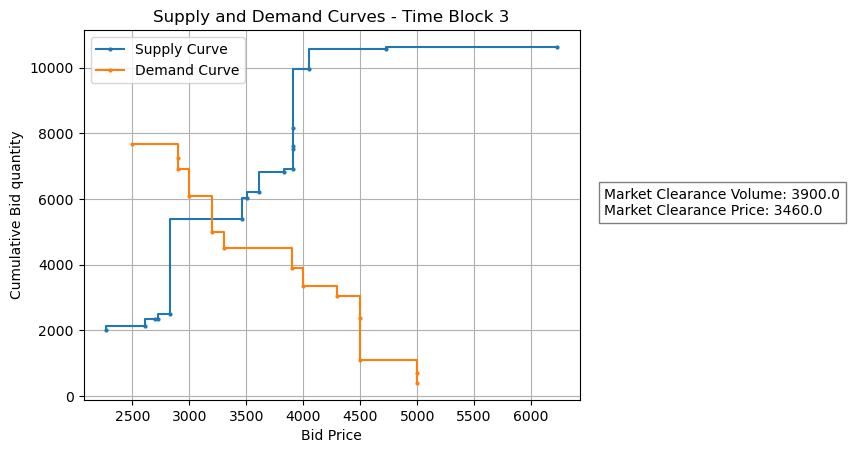 Supply and Demand Curves - Time Block 3
Supply Curve
Demand Curve
Cumulative Bid quantity
10000
8000
6000
4000
2000
0
2500 3000 3500 4000 4500 5000 5500 6000
Bid Price
Market Clearance Volume: 3900.0
Market Clearance Price: 3460.0